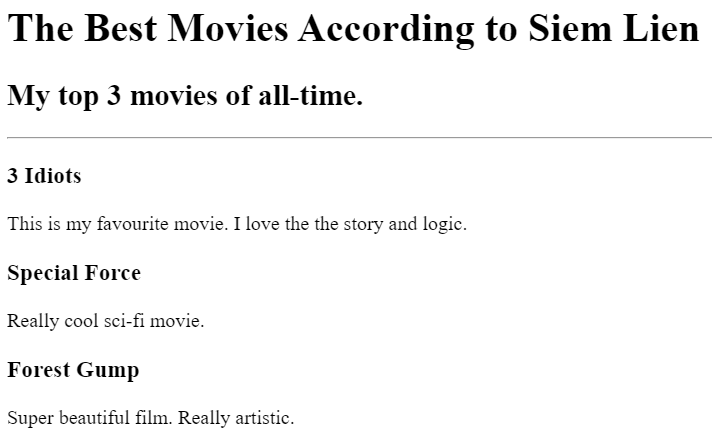 The Best Movies According to Siem Lien
My top 3 movies of all-time.
3 Idiots
This is my favourite movie. I love the the story and logic.
Special Force
Really cool sci-fi movie.
Forest Gump
Super beautiful film. Really artistic.